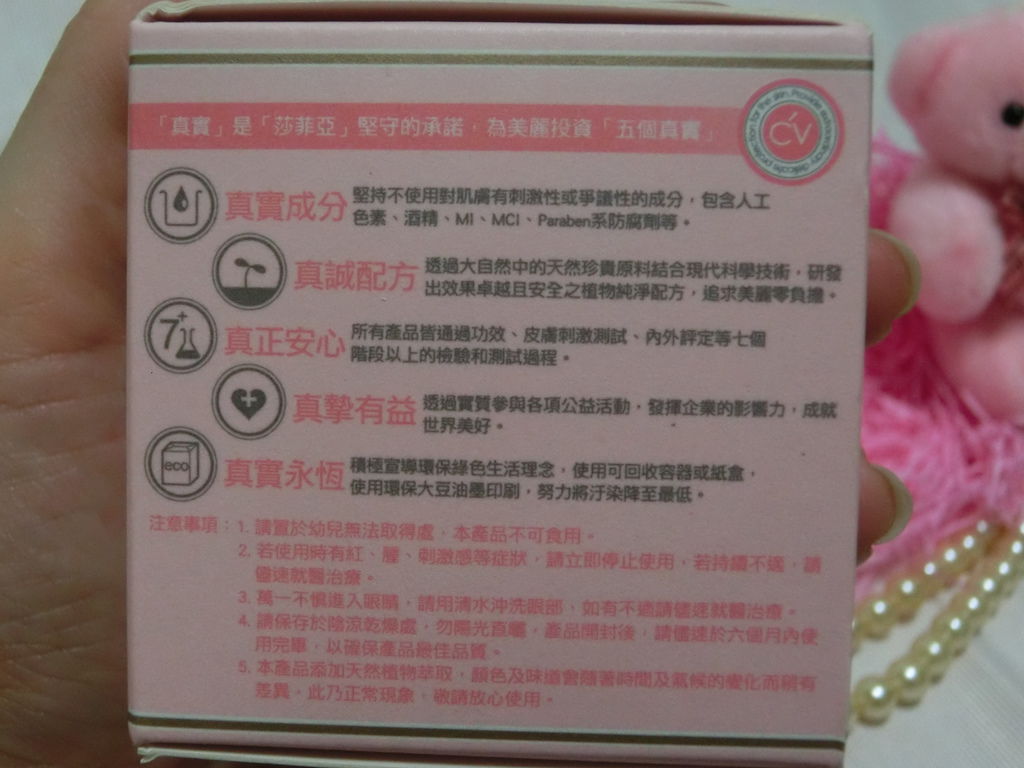 「真實」是「莎菲亞」堅守的承諾，為美麗投資「五個真實」
for the skin. Provide extraordinary delicate protection
CV
真實成分 堅持不使用對肌膚有刺激性或爭議性的成分，包含人工
色素、酒精、MI、MCI、Paraben系防腐劑等。
真誠配方 透過大自然中的天然珍貴原料結合現代科學技術，研發
出效果卓越且安全之植物純淨配方，追求美麗零負擔。
7+
真正安心 所有產品皆通過功效、皮膚刺激測試、內外評定等七個
階段以上的檢驗和測試過程。
真摯有益 透過實質參與各項公益活動，發揮企業的影響力，成就
世界美好。
eco
真實永恆 積極宣導環保綠色生活理念，使用可回收容器或紙盒，
使用環保大豆油墨印刷，努力將汙染降至最低。
注意事項：1. 請置於幼兒無法取得處，本產品不可食用。
2. 若使用時有紅、腫、刺激感等症狀，請立即停止使用，若持續不適，請
儘速就醫治療。
3. 萬一不慎進入眼睛，請用清水沖洗眼部，如有不適請儘速就醫治療。
4. 請保存於陰涼乾燥處，勿陽光直曬，產品開封後，請儘速於六個月內使
用完畢，以確保產品最佳品質。
5. 本產品添加天然植物萃取，顏色及味道會隨著時間及氣候的變化而稍有
差異，此乃正常現象，敬請放心使用。